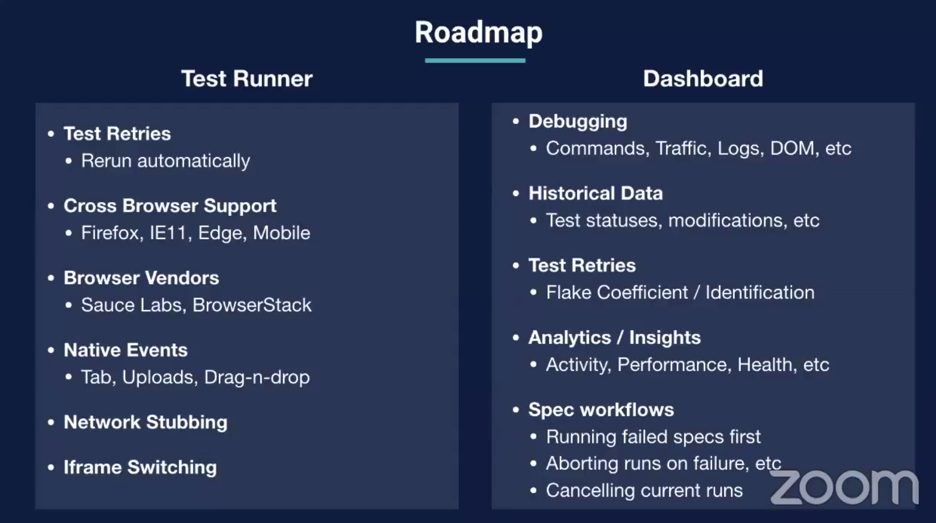 Roadmap
Test Runner
• Test Retries
• Rerun automatically
• Cross Browser Support
• Firefox, IE11, Edge, Mobile
• Browser Vendors
• Sauce Labs, BrowserStack
• Native Events
• Tab, Uploads, Drag-n-drop
• Network Stubbing
• Iframe Switching
Dashboard
• Debugging
• Commands, Traffic, Logs, DOM, etc
• Historical Data
• Test statuses, modifications, etc
• Test Retries
• Flake Coefficient / Identification
• Analytics / Insights
• Activity, Performance, Health, etc
• Spec workflows
• Running failed specs first
• Aborting runs on failure, etc
• Cancelling current runs
zoom